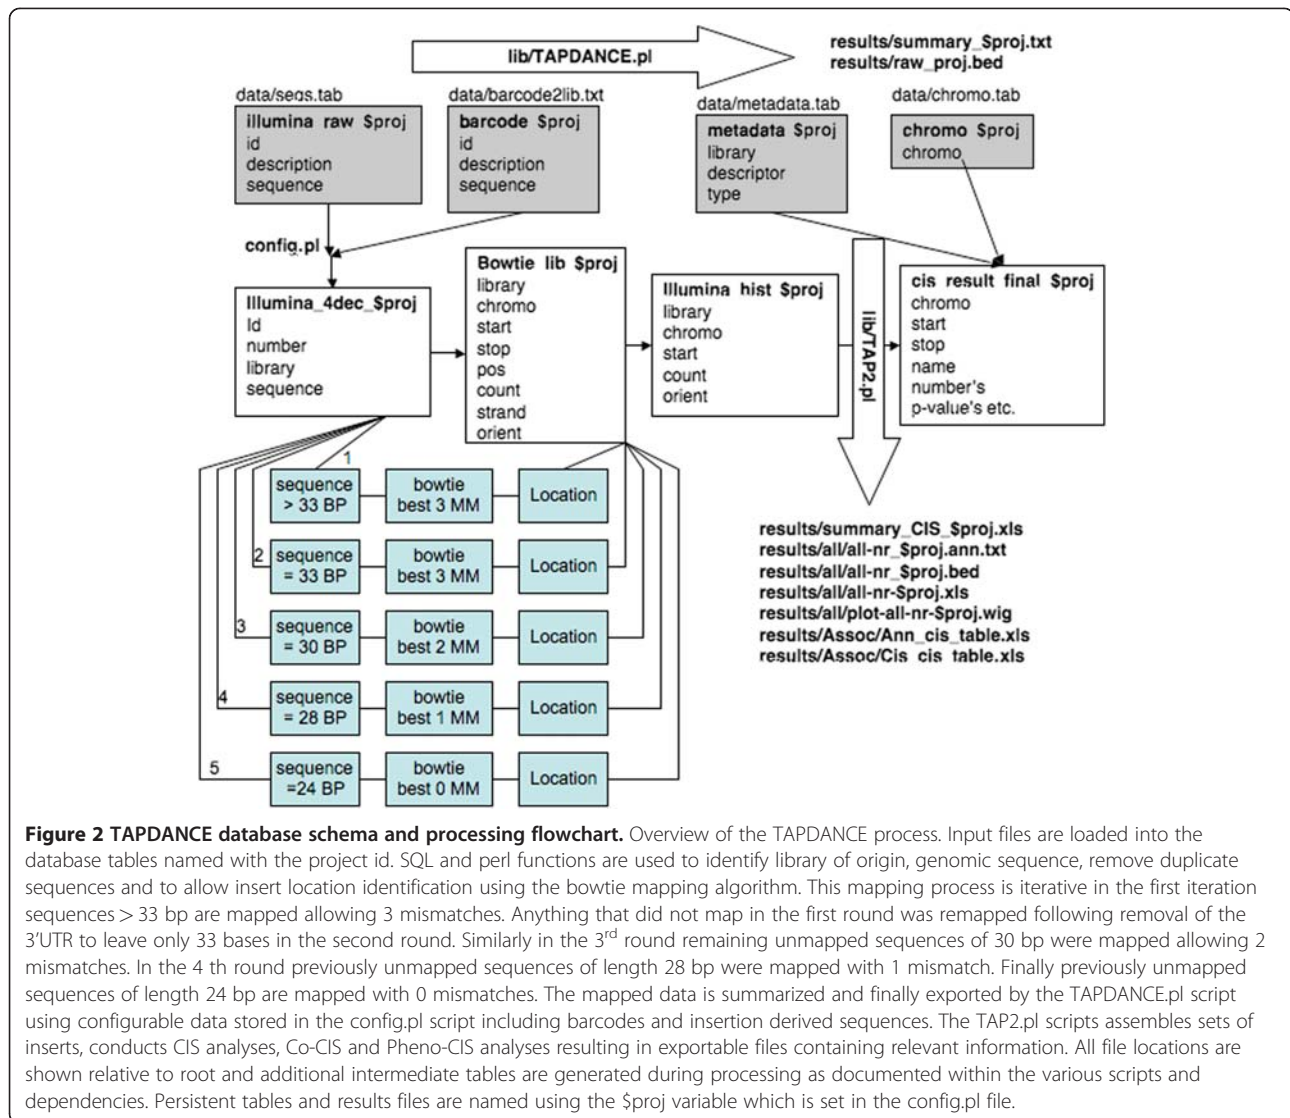 lib/TAPDANCE.pl
results/summary_$proj.txt
results/raw_proj.bed
data/seqs.tab
illumina raw $proj
id
description
sequence
data/barcode2lib.txt
barcode $proj
id
description
sequence
data/metadata.tab
metadata $proj
library
descriptor
type
data/chromo.tab
chromo $proj
chromo
config.pl
Illumina_4dec_$proj
Id
number
library
sequence
Bowtie lib $proj
library
chromo
start
stop
pos
count
strand
orient
Illumina hist $proj
library
chromo
start
count
orient
lib/TAP2.pl
cis result final $proj
chromo
start
stop
name
number's
p-value's etc.
1
sequence
> 33 BP
bowtie
best 3 MM
Location
2
sequence
= 33 BP
bowtie
best 3 MM
Location
3
sequence
= 30 BP
bowtie
best 2 MM
Location
4
sequence
= 28 BP
bowtie
best 1 MM
Location
5
sequence
=24 BP
bowtie
best 0 MM
Location
results/summary_CIS_$proj.xls
results/all/all-nr_$proj.ann.txt
results/all/all-nr_$proj.bed
results/all/all-nr-$proj.xls
results/all/plot-all-nr-$proj.wig
results/Assoc/Ann_cis_table.xls
results/Assoc/Cis cis table.xls
Figure 2 TAPDANCE database schema and processing flowchart. Overview of the TAPDANCE process. Input files are loaded into the
database tables named with the project id. SQL and perl functions are used to identify library of origin, genomic sequence, remove duplicate
sequences and to allow insert location identification using the bowtie mapping algorithm. This mapping process is iterative in the first iteration
sequences > 33 bp are mapped allowing 3 mismatches. Anything that did not map in the first round was remapped following removal of the
3'UTR to leave only 33 bases in the second round. Similarly in the 3rd round remaining unmapped sequences of 30 bp were mapped allowing 2
mismatches. In the 4 th round previously unmapped sequences of length 28 bp were mapped with 1 mismatch. Finally previously unmapped
sequences of length 24 bp are mapped with 0 mismatches. The mapped data is summarized and finally exported by the TAPDANCE.pl script
using configurable data stored in the config.pl script including barcodes and insertion derived sequences. The TAP2.pl scripts assembles sets of
inserts, conducts CIS analyses, Co-CIS and Pheno-CIS analyses resulting in exportable files containing relevant information. All file locations are
shown relative to root and additional intermediate tables are generated during processing as documented within the various scripts and
dependencies. Persistent tables and results files are named using the $proj variable which is set in the config.pl file.